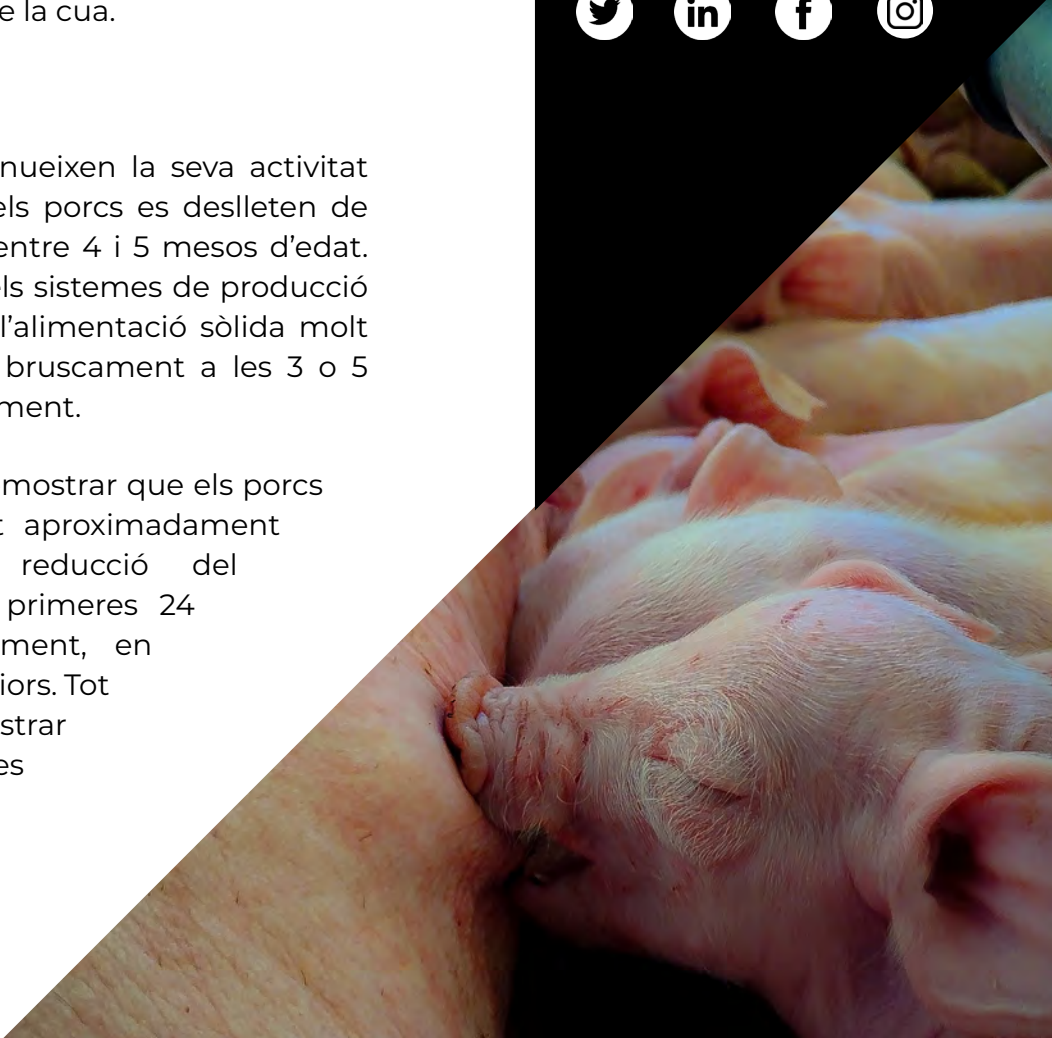 e la cua.
nueixen la seva activitat
els porcs es deslleten de
entre 4 i 5 mesos d’edat.
els sistemes de producció
l’alimentació sòlida molt
bruscament a les 3 o 5
ment.
mostrar que els porcs
t aproximadament
reducció del
primeres 24
ment, en
iors. Tot
strar
es